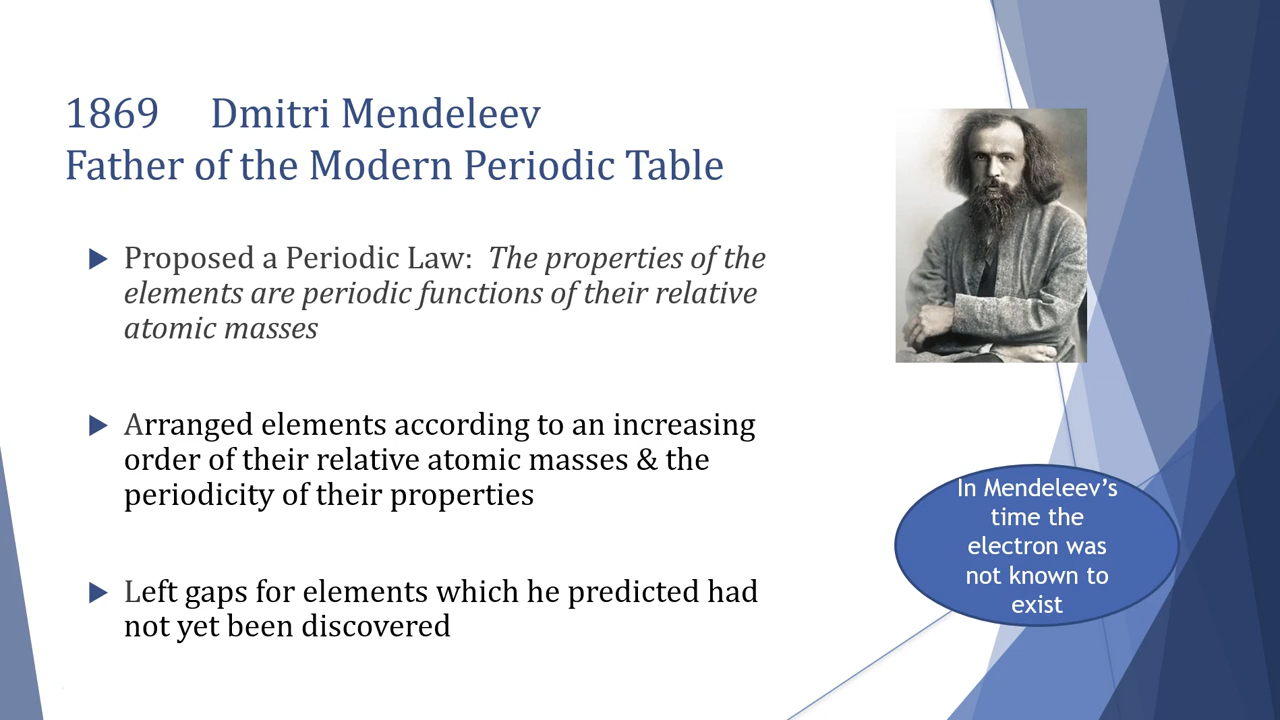 1869 Dmitri Mendeleev
Father of the Modern Periodic Table
Proposed a Periodic Law: The properties of the
elements are periodic functions of their relative
atomic masses
Arranged elements according to an increasing
order of their relative atomic masses & the
periodicity of their properties
Left gaps for elements which he predicted had
not yet been discovered
In Mendeleev’s
time the
electron was
not known to
exist